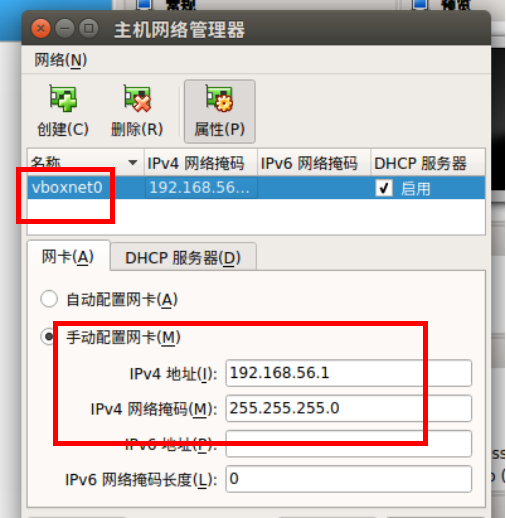 常规
预览
主机网络管理器
网络(N)
创建(C) 删除(R) 属性(P)
名称 IPv4 网络掩码 IPv6 网络掩码 DHCP 服务器
vboxnet0 192.168.56... 启用
网卡(A) DHCP 服务器(D)
自动配置网卡(A)
手动配置网卡(M)
IPv4 地址(I): 192.168.56.1
IPv4 网络掩码(M): 255.255.255.0
IPv6 地址(P):
IPv6 网络掩码长度(L): 0